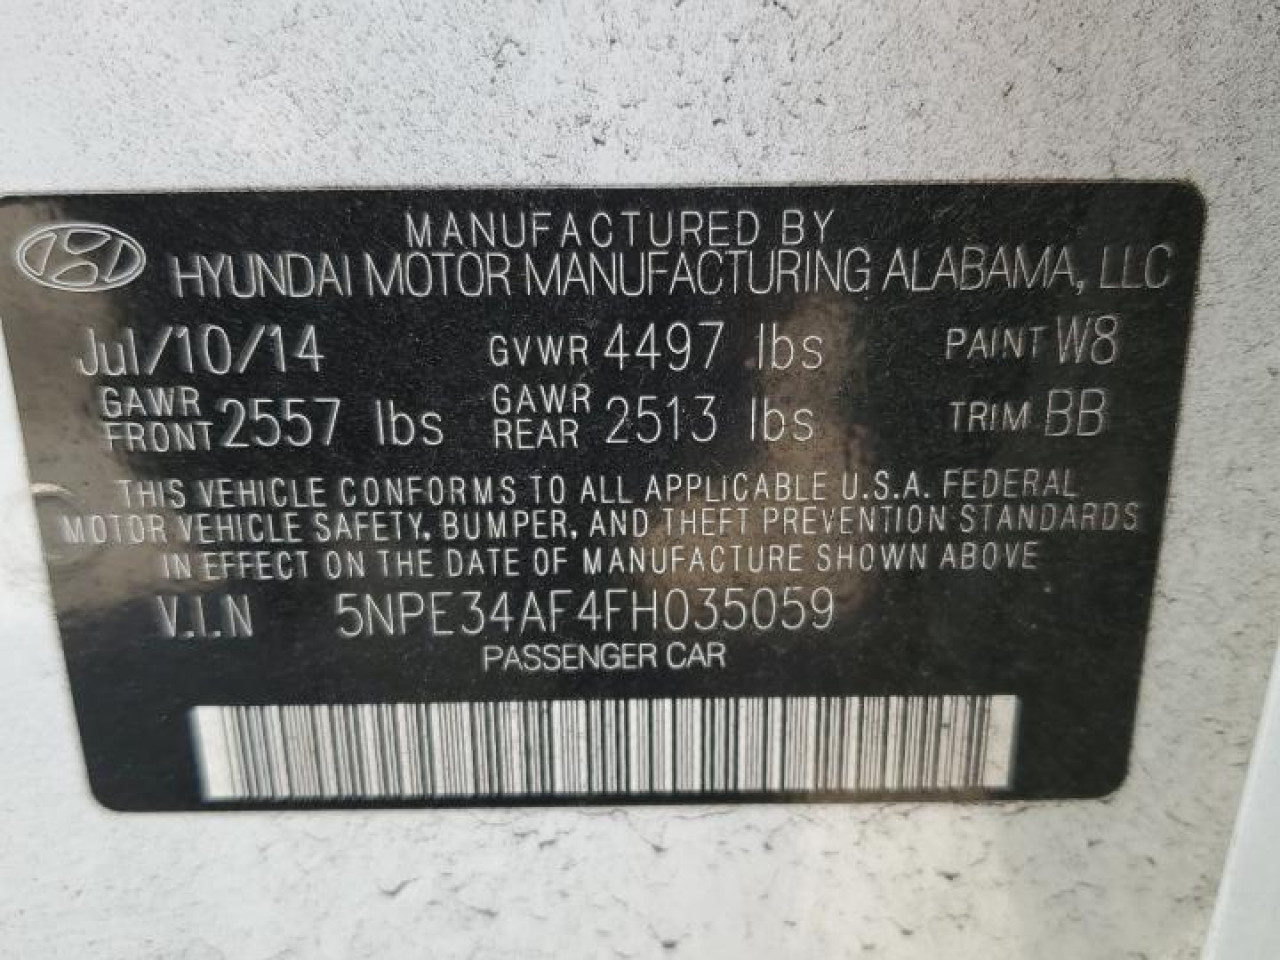 MANUFACTURED BY
HYUNDAI MOTOR MANUFACTURING ALABAMA, LLC
Jul/10/14 GVWR 4497 lbs PAINT W8
GAWR FRONT 2557 lbs GAWR REAR 2513 lbs TRIM BB
THIS VEHICLE CONFORMS TO ALL APPLICABLE U.S.A. FEDERAL
MOTOR VEHICLE SAFETY, BUMPER, AND THEFT PREVENTION STANDARDS
IN EFFECT ON THE DATE OF MANUFACTURE SHOWN ABOVE
V.I.N 5NPE34AF4FH035059
PASSENGER CAR